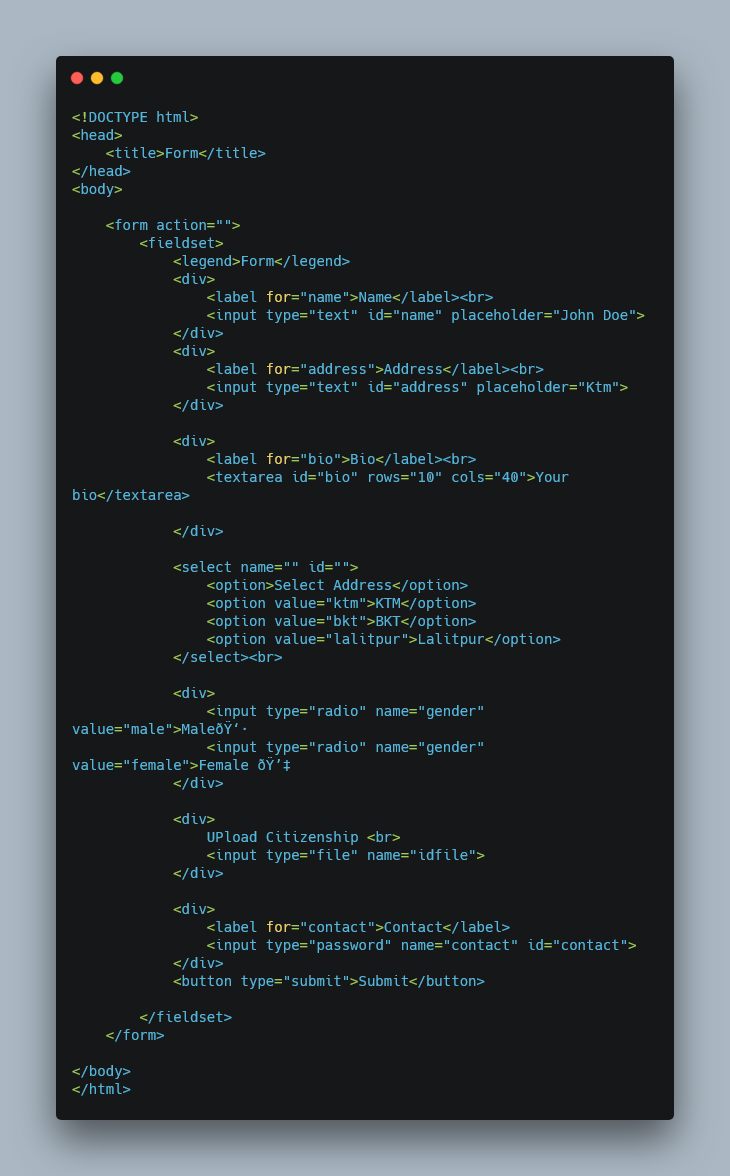 <!DOCTYPE html>
<head>
    <title>Form</title>
</head>
<body>

    <form action="">
        <fieldset>
            <legend>Form</legend>
            <div>
                <label for="name">Name</label><br>
                <input type="text" id="name" placeholder="John Doe">
            </div>
            <div>
                <label for="address">Address</label><br>
                <input type="text" id="address" placeholder="Ktm">
            </div>

            <div>
                <label for="bio">Bio</label><br>
                <textarea id="bio" rows="10" cols="40">Your
bio</textarea>

            </div>

            <select name="" id="">
                <option>Select Address</option>
                <option value="ktm">KTM</option>
                <option value="bkt">BKT</option>
                <option value="lalitpur">Lalitpur</option>
            </select><br>

            <div>
                <input type="radio" name="gender"
value="male">MaleðŸ‘·
                <input type="radio" name="gender"
value="female">Female ðŸ’‡
            </div>

            <div>
                UPload Citizenship <br>
                <input type="file" name="idfile">
            </div>

            <div>
                <label for="contact">Contact</label>
                <input type="password" name="contact" id="contact">
            </div>
            <button type="submit">Submit</button>

        </fieldset>
    </form>

</body>
</html>